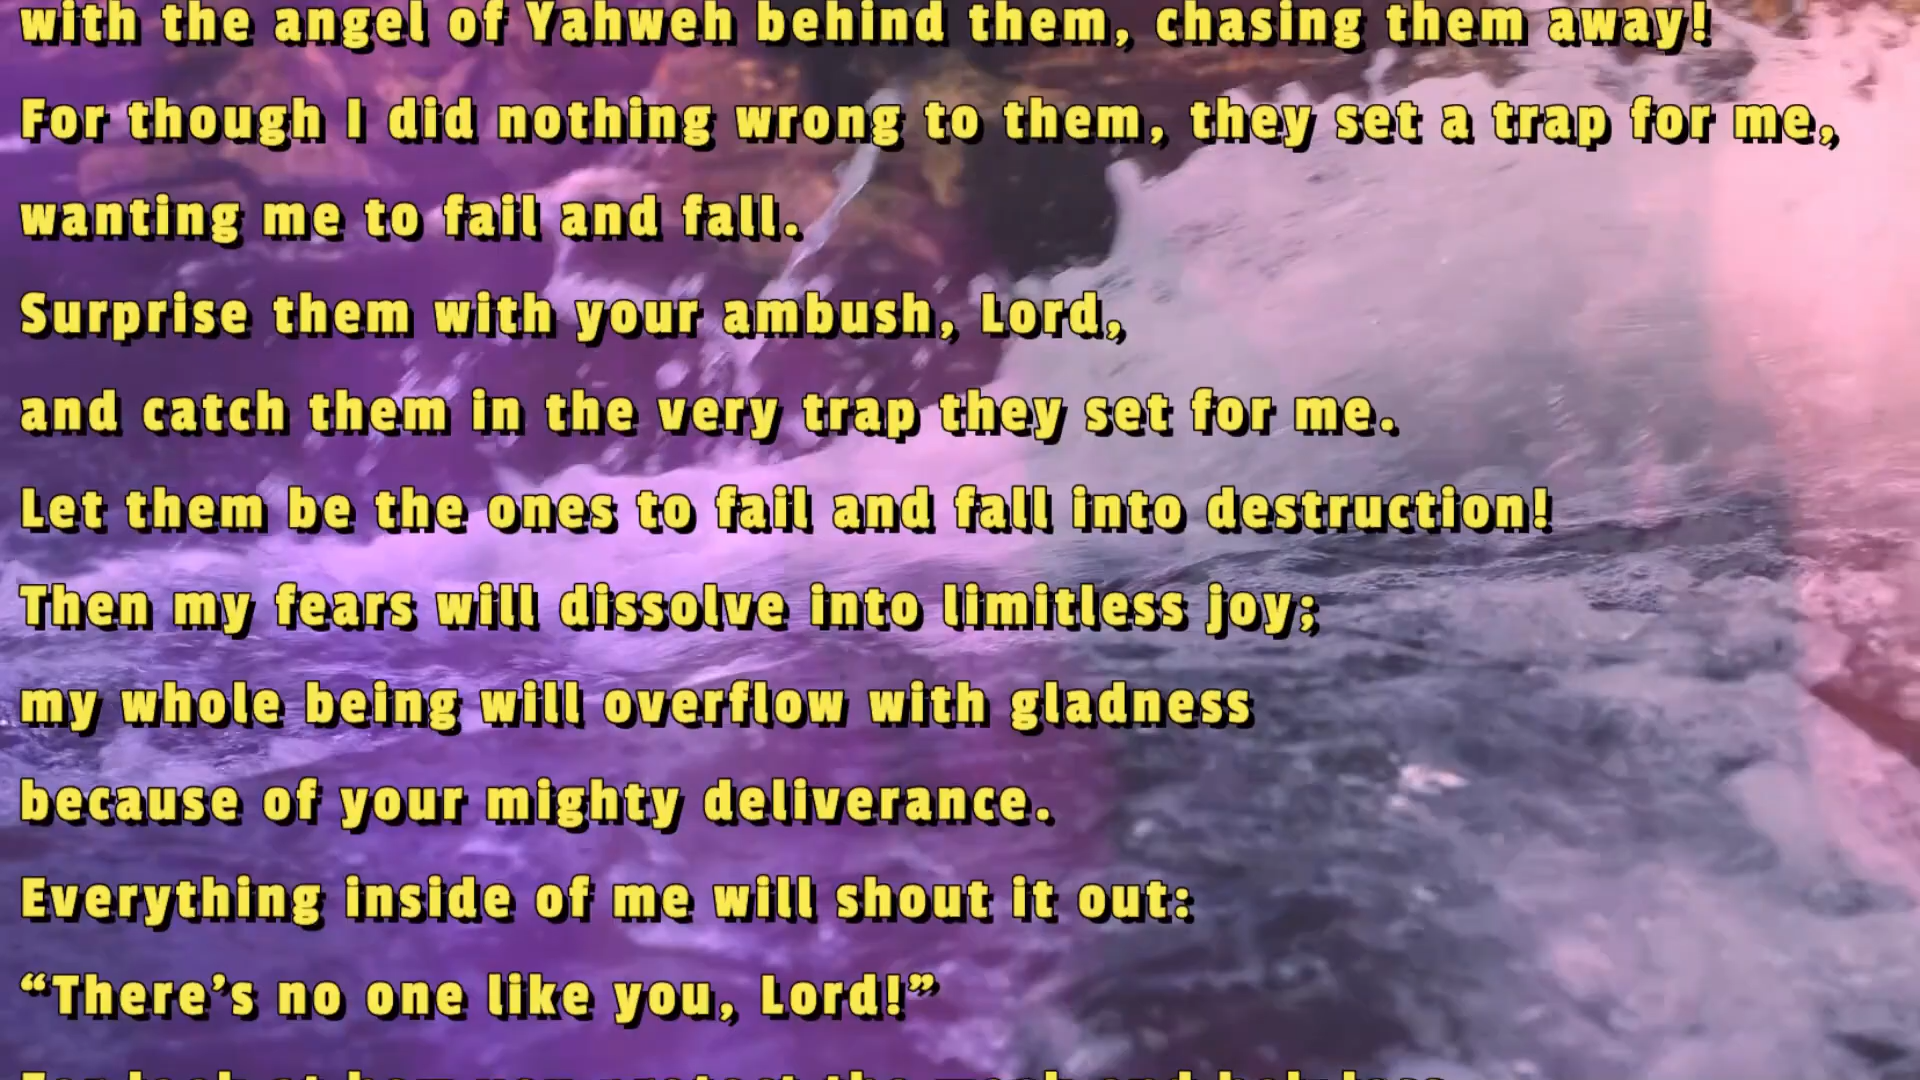 with the angel of Yahweh behind them, chasing them away!
For though I did nothing wrong to them, they set a trap for me,
wanting me to fail and fall.
Surprise them with your ambush, Lord,
and catch them in the very trap they set for me.
Let them be the ones to fail and fall into destruction!
Then my fears will dissolve into limitless joy;
my whole being will overflow with gladness
because of your mighty deliverance.
Everything inside of me will shout it out:
“There’s no one like you, Lord!”